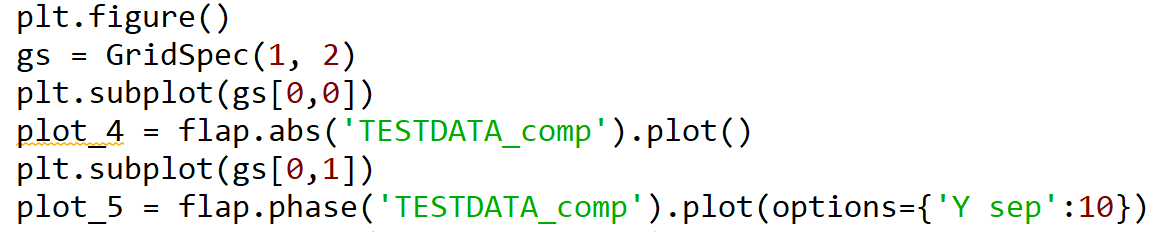 plt.figure()
gs = GridSpec(1, 2)
plt.subplot(gs[0,0])
plot_4 = flap.abs('TESTDATA_comp').plot()
plt.subplot(gs[0,1])
plot_5 = flap.phase('TESTDATA_comp').plot(options={'Y sep':10})